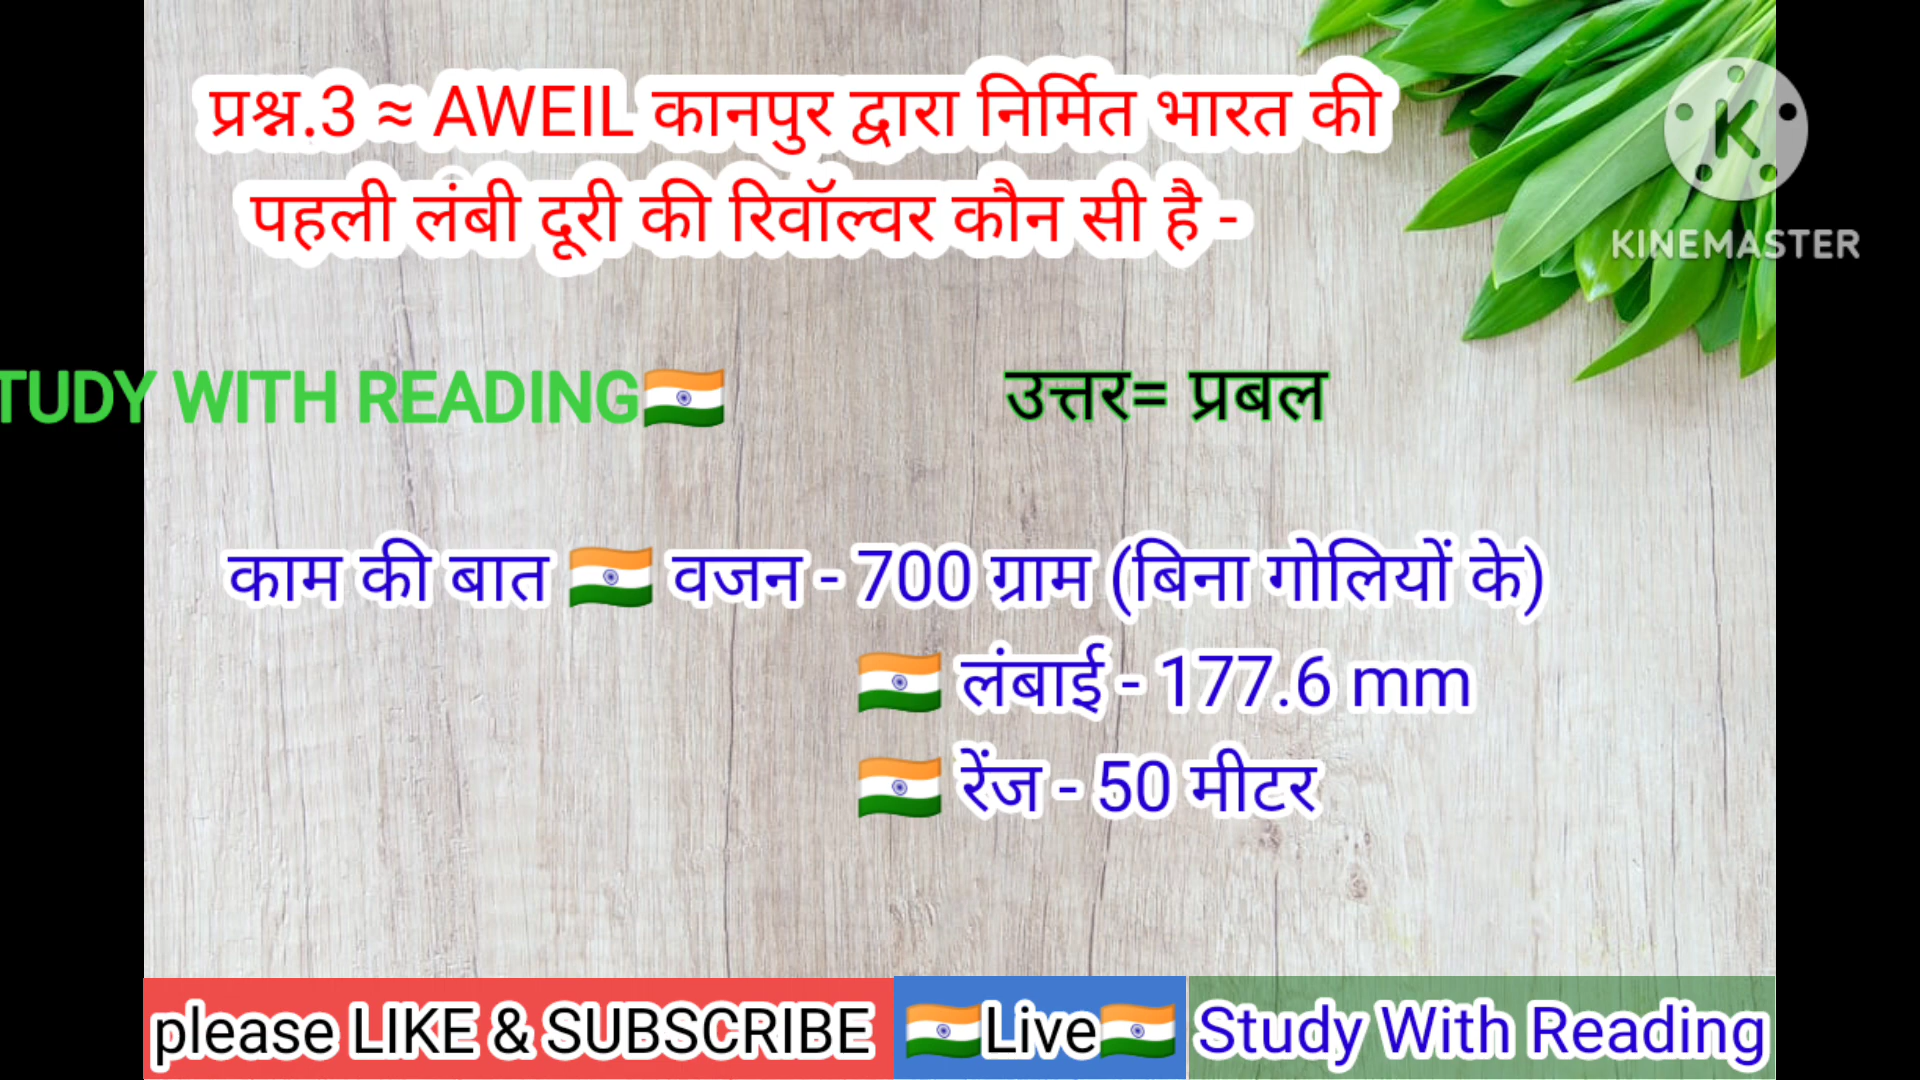 प्रश्न.3 ≈ AWEIL कानपुर द्वारा निर्मित भारत की
पहली लंबी दूरी की रिवॉल्वर कौन सी है -
K
KINEMASTER
TUDY WITH READING🇮🇳
उत्तर= प्रबल
काम की बात 🇮🇳 वजन - 700 ग्राम (बिना गोलियों के)
🇮🇳 लंबाई - 177.6 mm
🇮🇳 रेंज - 50 मीटर
please LIKE & SUBSCRIBE 🇮🇳Live🇮🇳 Study With Reading